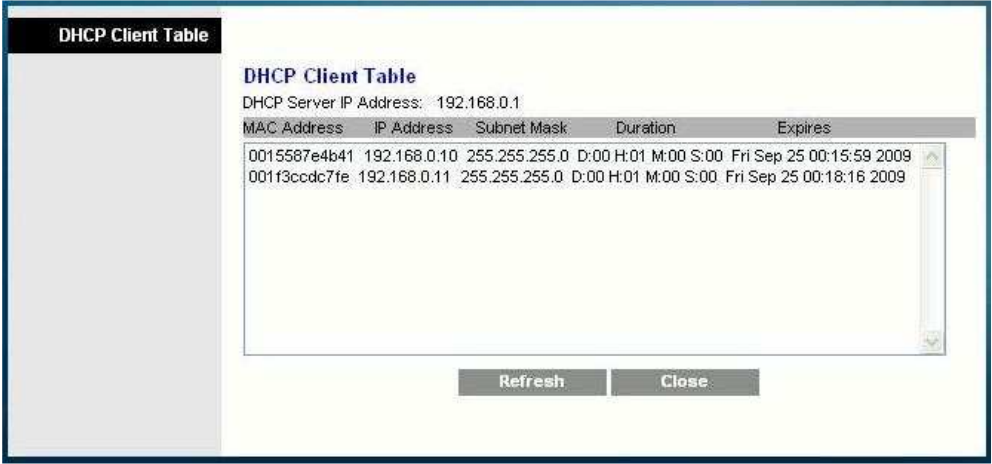 DHCP Client Table
DHCP Client Table
DHCP Server IP Address: 192.168.0.1
MAC Address IP Address Subnet Mask Duration Expires
0015587e4b41 192.168.0.10 255.255.255.0 D:00 H:01 M:00 S:00 Fri Sep 25 00:15:59 2009
001f3ccdc7fe 192.168.0.11 255.255.255.0 D:00 H:01 M:00 S:00 Fri Sep 25 00:18:16 2009
Refresh Close